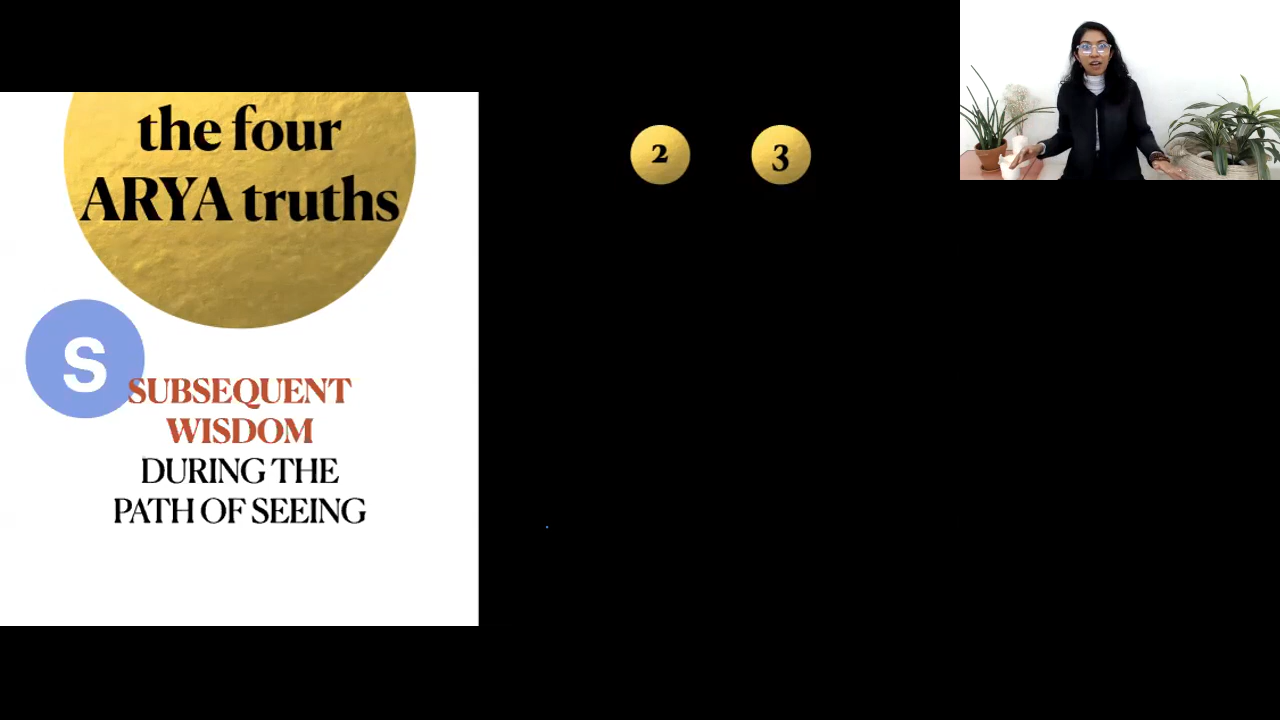 the four
ARYA truths
2
3
S
SUBSEQUENT
WISDOM
DURING THE
PATH OF SEEING